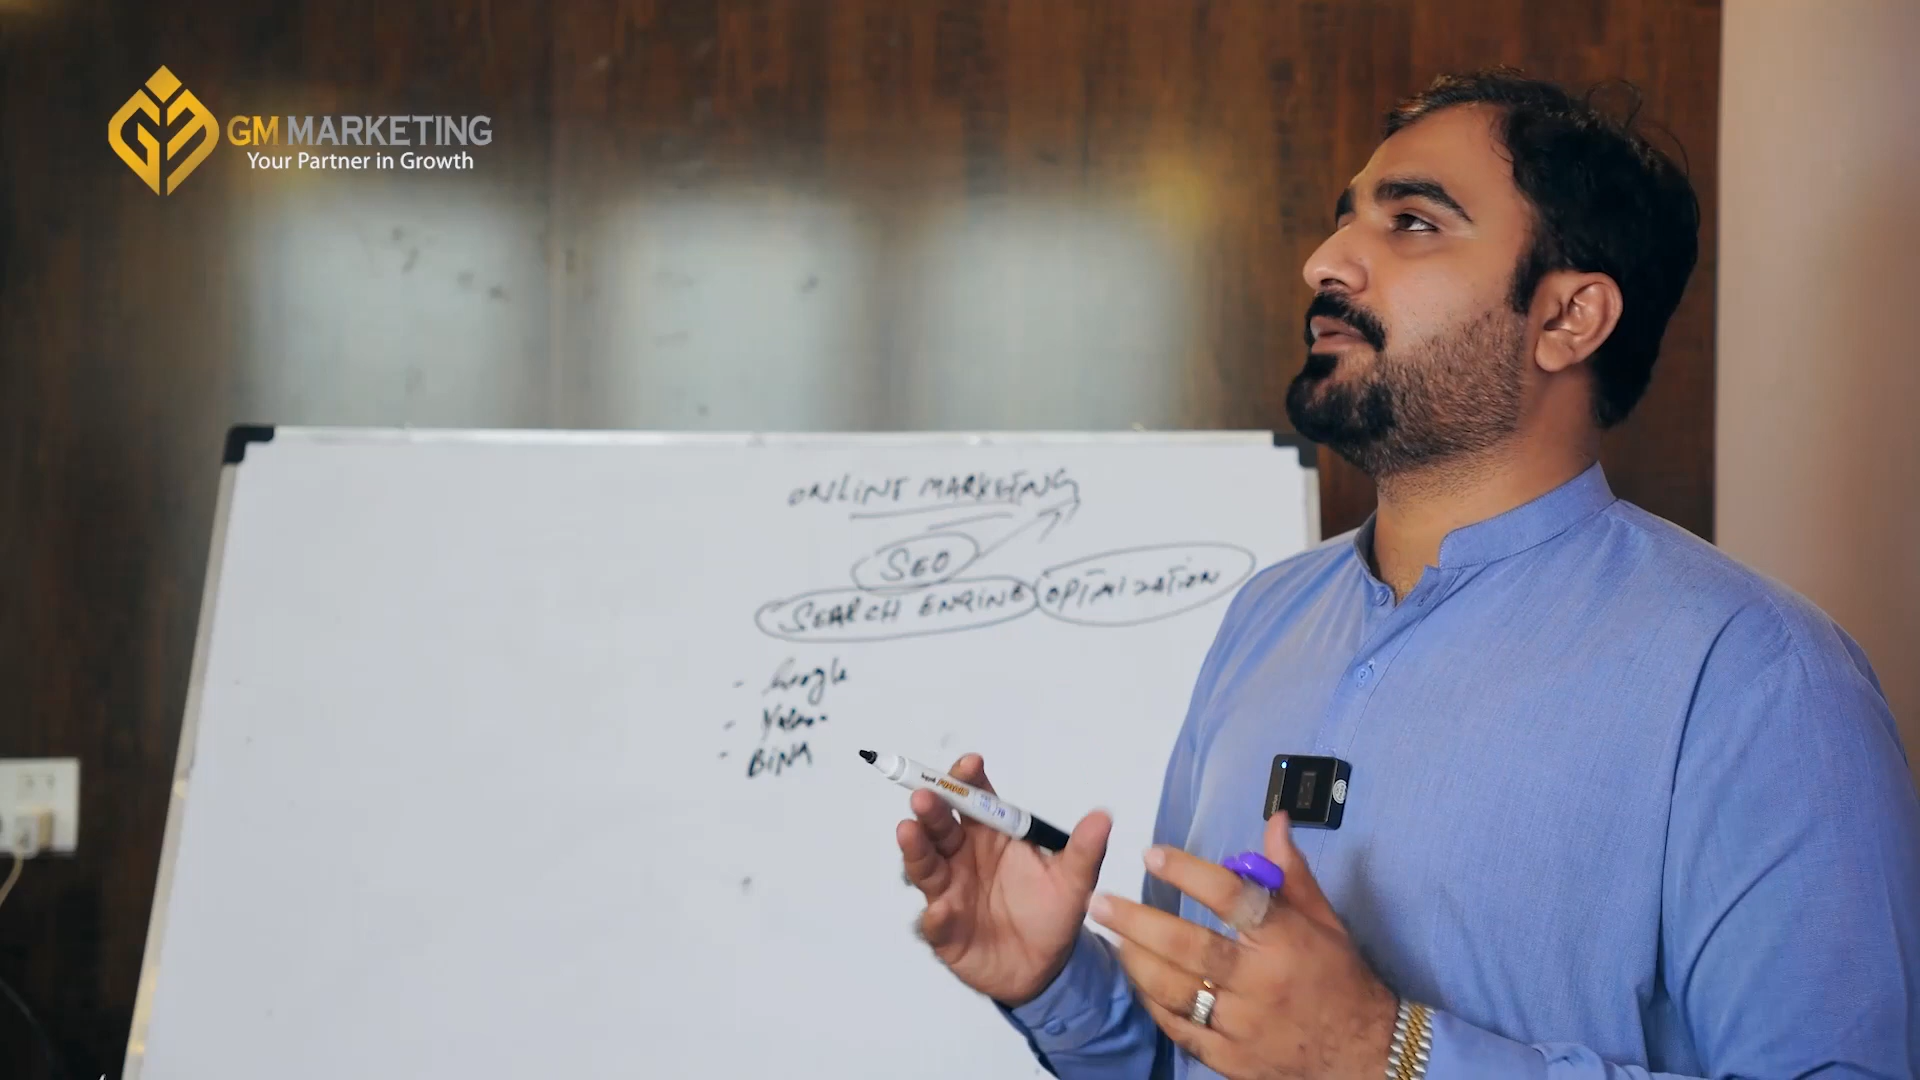 GM MARKETING
Your Partner in Growth
ONLINE MARKETING
SEO
SEARCH ENGINE OPTIMIZATION
- Google
- Yahoo
- BING